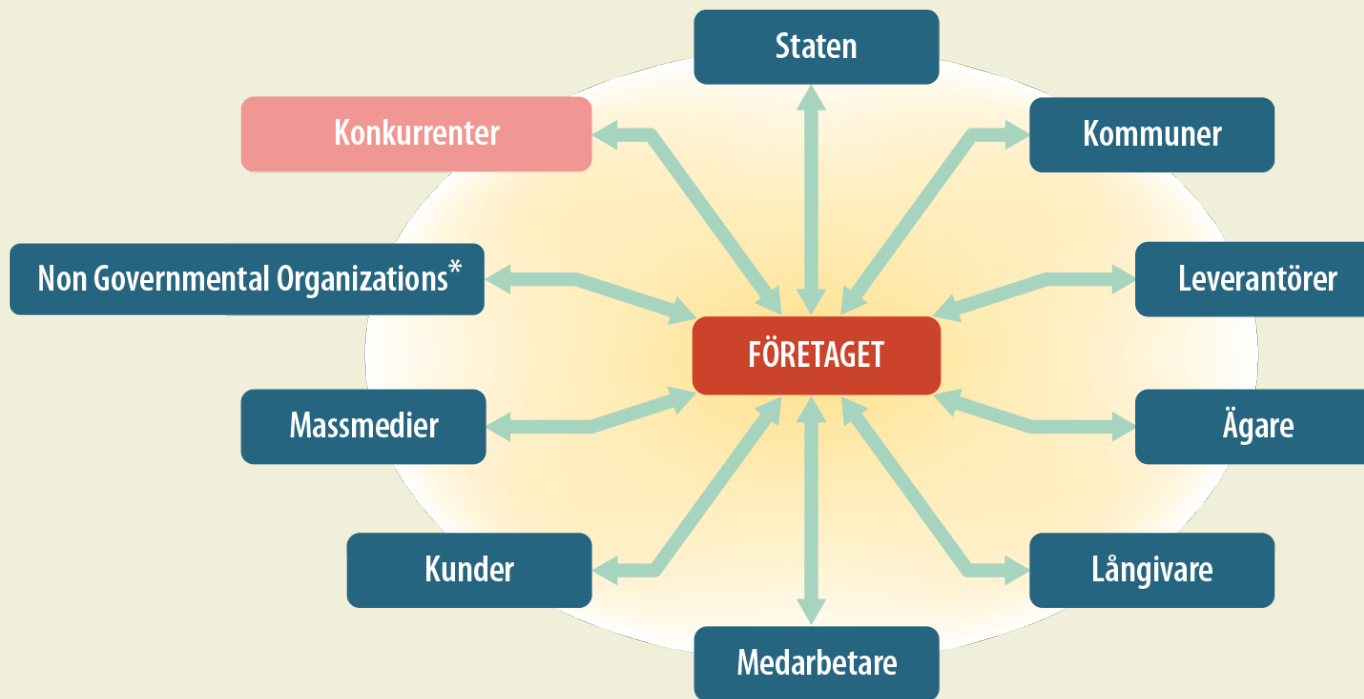 Staten
Konkurrenter
Kommuner
Non Governmental Organizations*
Leverantörer
FÖRETAGET
Massmedier
Ägare
Kunder
Långivare
Medarbetare